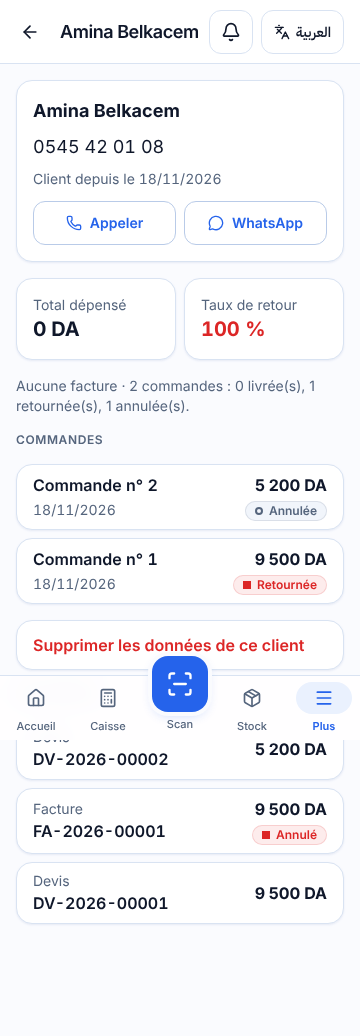 Amina Belkacem
العربية
Amina Belkacem
0545 42 01 08
Client depuis le 18/11/2026
Appeler
WhatsApp
Total dépensé
0 DA
Taux de retour
100 %
Aucune facture · 2 commandes : 0 livrée(s), 1
retournée(s), 1 annulée(s).
COMMANDES
Commande n° 2
5 200 DA
18/11/2026
Annulée
Commande n° 1
9 500 DA
18/11/2026
Retournée
Supprimer les données de ce client
Accueil
Caisse
Scan
Stock
Plus
DV-2026-00002
5 200 DA
Facture
9 500 DA
FA-2026-00001
Annulé
Devis
DV-2026-00001
9 500 DA